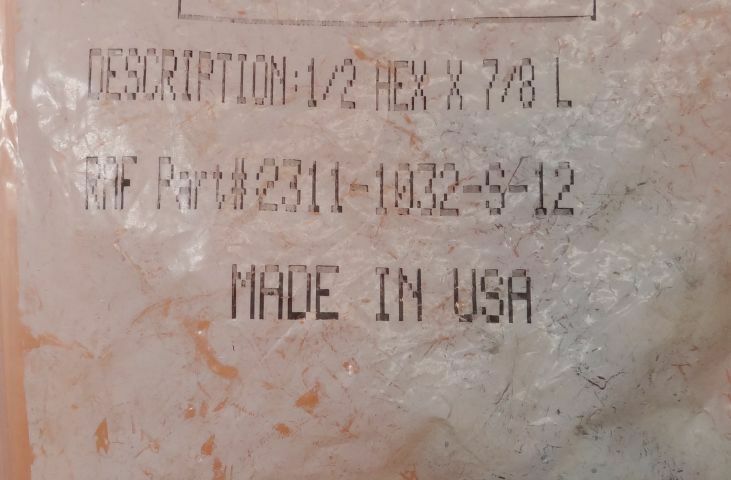 DESCRIPTION:1/2 HEX X 7/8 L
RAF Part#2311-1032-S-12
MADE IN USA